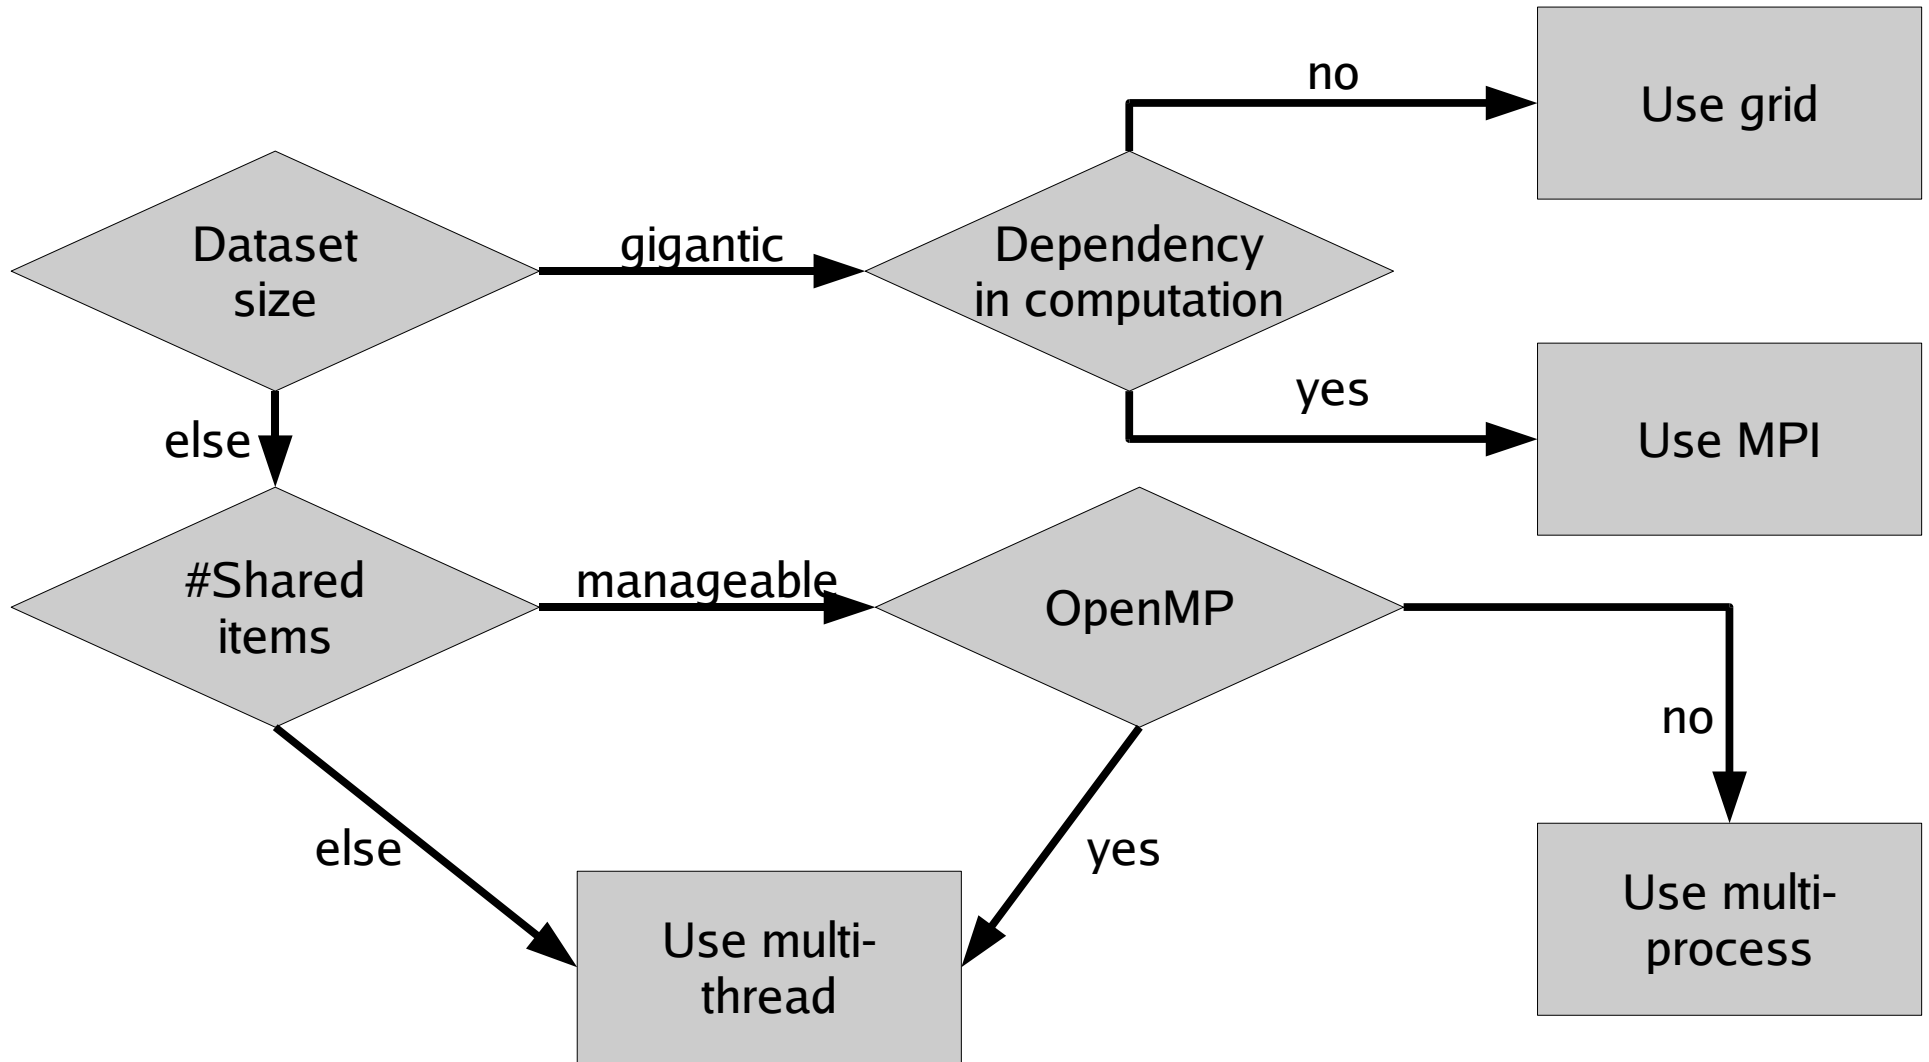 no
Use grid
Dataset
size
gigantic
Dependency
in computation
yes
Use MPI
else
#Shared
items
manageable
OpenMP
no
else
yes
Use multi-
thread
Use multi-
process